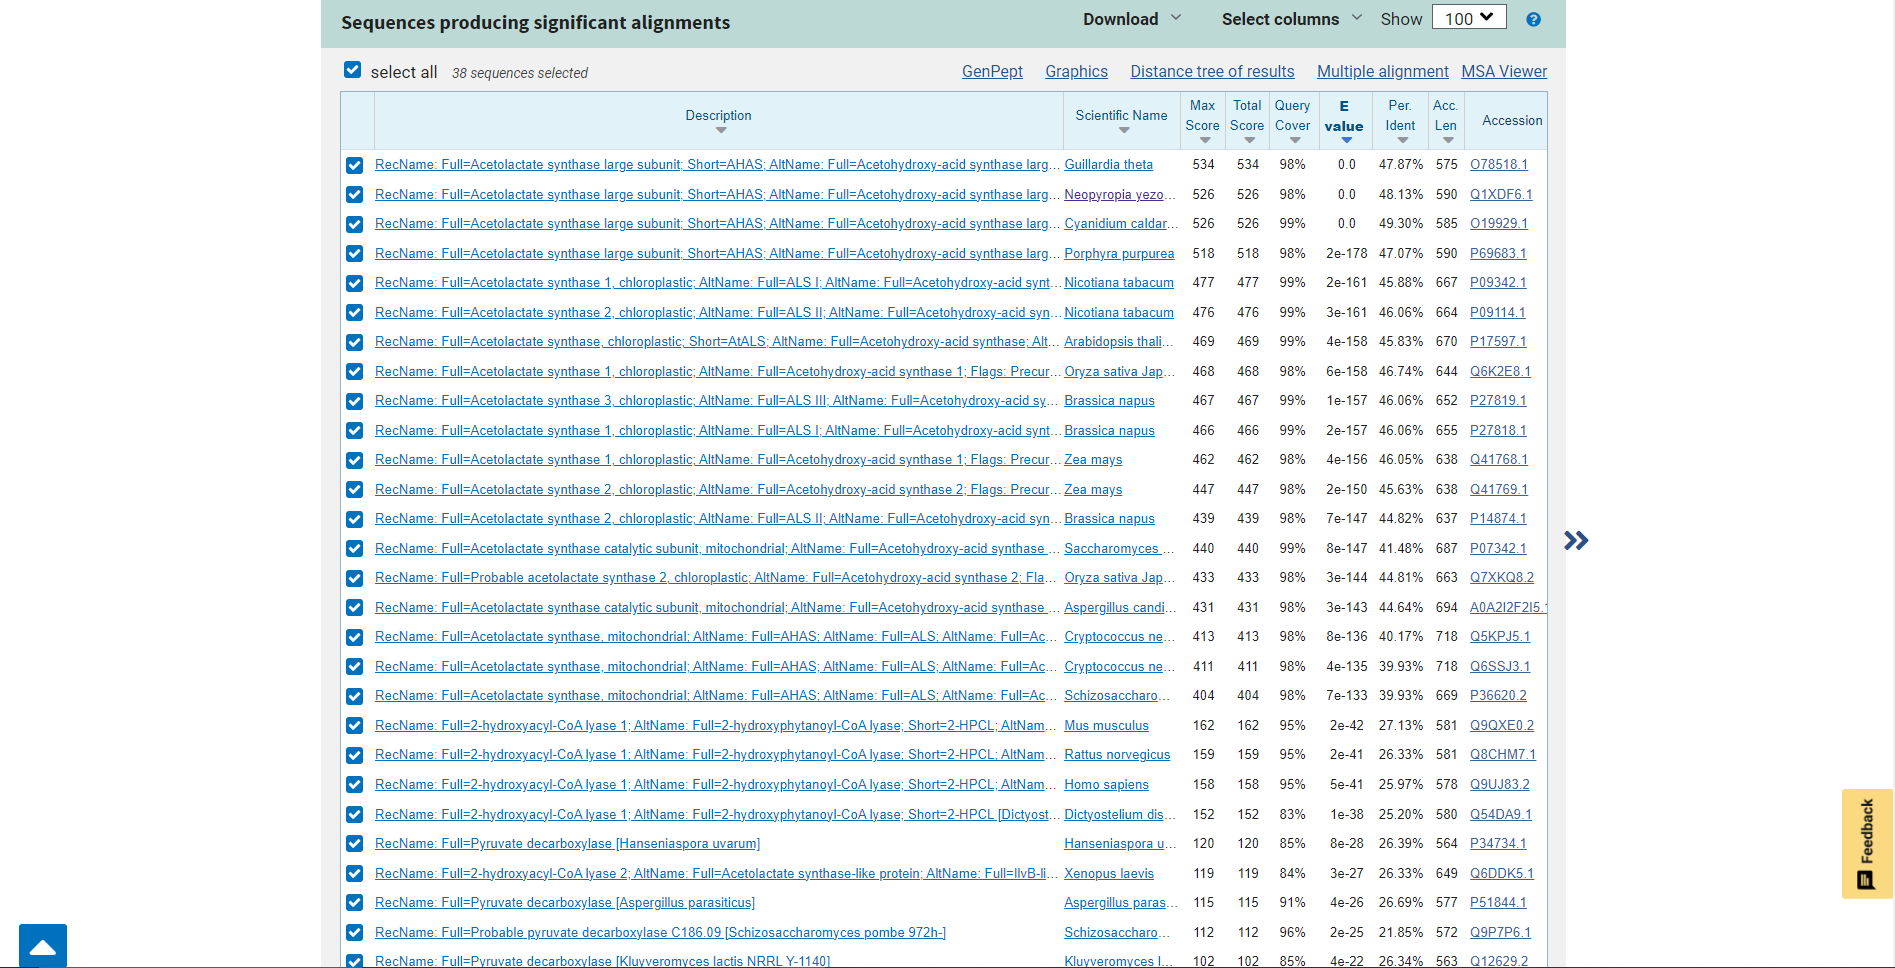 Sequences producing significant alignments Download Select columns Show 100 ?
select all 38 sequences selected GenPept Graphics Distance tree of results Multiple alignment MSA Viewer
Description Scientific Name Max Score Total Score Query Cover E value Per. Ident Acc. Len Accession
RecName: Full=Acetolactate synthase large subunit; Short=AHAS; AltName: Full=Acetohydroxy-acid synthase larg... Guillardia theta 534 534 98% 0.0 47.87% 575 O78518.1
RecName: Full=Acetolactate synthase large subunit; Short=AHAS; AltName: Full=Acetohydroxy-acid synthase larg... Neopyropia yezo... 526 526 98% 0.0 48.13% 590 Q1XDF6.1
RecName: Full=Acetolactate synthase large subunit; Short=AHAS; AltName: Full=Acetohydroxy-acid synthase larg... Cyanidium caldar... 526 526 99% 0.0 49.30% 585 O19929.1
RecName: Full=Acetolactate synthase large subunit; Short=AHAS; AltName: Full=Acetohydroxy-acid synthase larg... Porphyra purpurea 518 518 98% 2e-178 47.07% 590 P69683.1
RecName: Full=Acetolactate synthase 1, chloroplastic; AltName: Full=ALS I; AltName: Full=Acetohydroxy-acid synt... Nicotiana tabacum 477 477 99% 2e-161 45.88% 667 P09342.1
RecName: Full=Acetolactate synthase 2, chloroplastic; AltName: Full=ALS II; AltName: Full=Acetohydroxy-acid syn... Nicotiana tabacum 476 476 99% 3e-161 46.06% 664 P09114.1
RecName: Full=Acetolactate synthase, chloroplastic; Short=AtALS; AltName: Full=Acetohydroxy-acid synthase; Alt... Arabidopsis thali... 469 469 99% 4e-158 45.83% 670 P17597.1
RecName: Full=Acetolactate synthase 1, chloroplastic; AltName: Full=Acetohydroxy-acid synthase 1; Flags: Precur... Oryza sativa Jap... 468 468 98% 6e-158 46.74% 644 Q6K2E8.1
RecName: Full=Acetolactate synthase 3, chloroplastic; AltName: Full=ALS III; AltName: Full=Acetohydroxy-acid sy... Brassica napus 467 467 99% 1e-157 46.06% 652 P27819.1
RecName: Full=Acetolactate synthase 1, chloroplastic; AltName: Full=ALS I; AltName: Full=Acetohydroxy-acid synt... Brassica napus 466 466 99% 2e-157 46.06% 655 P27818.1
RecName: Full=Acetolactate synthase 1, chloroplastic; AltName: Full=Acetohydroxy-acid synthase 1; Flags: Precur... Zea mays 462 462 98% 4e-156 46.05% 638 Q41768.1
RecName: Full=Acetolactate synthase 2, chloroplastic; AltName: Full=Acetohydroxy-acid synthase 2; Flags: Precur... Zea mays 447 447 98% 2e-150 45.63% 638 Q41769.1
RecName: Full=Acetolactate synthase 2, chloroplastic; AltName: Full=ALS II; AltName: Full=Acetohydroxy-acid syn... Brassica napus 439 439 98% 7e-147 44.82% 637 P14874.1
RecName: Full=Acetolactate synthase catalytic subunit, mitochondrial; AltName: Full=Acetohydroxy-acid synthase ... Saccharomyces ... 440 440 99% 8e-147 41.48% 687 P07342.1
RecName: Full=Probable acetolactate synthase 2, chloroplastic; AltName: Full=Acetohydroxy-acid synthase 2; Fla... Oryza sativa Jap... 433 433 98% 3e-144 44.81% 663 Q7XKQ8.2
RecName: Full=Acetolactate synthase catalytic subunit, mitochondrial; AltName: Full=Acetohydroxy-acid synthase ... Aspergillus candi... 431 431 98% 3e-143 44.64% 694 A0A2I2F2I5.
RecName: Full=Acetolactate synthase, mitochondrial; AltName: Full=AHAS; AltName: Full=ALS; AltName: Full=Ac... Cryptococcus ne... 413 413 98% 8e-136 40.17% 718 Q5KPJ5.1
RecName: Full=Acetolactate synthase, mitochondrial; AltName: Full=AHAS; AltName: Full=ALS; AltName: Full=Ac... Cryptococcus ne... 411 411 98% 4e-135 39.93% 718 Q6SSJ3.1
RecName: Full=Acetolactate synthase, mitochondrial; AltName: Full=AHAS; AltName: Full=ALS; AltName: Full=Ac... Schizosaccharo... 404 404 98% 7e-133 39.93% 669 P36620.2
RecName: Full=2-hydroxyacyl-CoA lyase 1; AltName: Full=2-hydroxyphytanoyl-CoA lyase; Short=2-HPCL; AltNam... Mus musculus 162 162 95% 2e-42 27.13% 581 Q9QXE0.2
RecName: Full=2-hydroxyacyl-CoA lyase 1; AltName: Full=2-hydroxyphytanoyl-CoA lyase; Short=2-HPCL; AltNam... Rattus norvegicus 159 159 95% 2e-41 26.33% 581 Q8CHM7.1
RecName: Full=2-hydroxyacyl-CoA lyase 1; AltName: Full=2-hydroxyphytanoyl-CoA lyase; Short=2-HPCL; AltNam... Homo sapiens 158 158 95% 5e-41 25.97% 578 Q9UJ83.2
RecName: Full=2-hydroxyacyl-CoA lyase 1; AltName: Full=2-hydroxyphytanoyl-CoA lyase; Short=2-HPCL [Dictyost... Dictyostelium dis... 152 152 83% 1e-38 25.20% 580 Q54DA9.1
RecName: Full=Pyruvate decarboxylase [Hanseniaspora uvarum] Hanseniaspora u... 120 120 85% 8e-28 26.39% 564 P34734.1
RecName: Full=2-hydroxyacyl-CoA lyase 2; AltName: Full=Acetolactate synthase-like protein; AltName: Full=IlvB-li... Xenopus laevis 119 119 84% 3e-27 26.33% 649 Q6DDK5.1
RecName: Full=Pyruvate decarboxylase [Aspergillus parasiticus] Aspergillus paras... 115 115 91% 4e-26 26.69% 577 P51844.1
RecName: Full=Probable pyruvate decarboxylase C186.09 [Schizosaccharomyces pombe 972h-] Schizosaccharo... 112 112 96% 2e-25 21.85% 572 Q9P7P6.1
RecName: Full=Pyruvate decarboxylase [Kluyveromyces lactis NRRL Y-1140] Kluyveromyces l... 102 102 85% 4e-22 26.34% 563 Q12629.2
Feedback